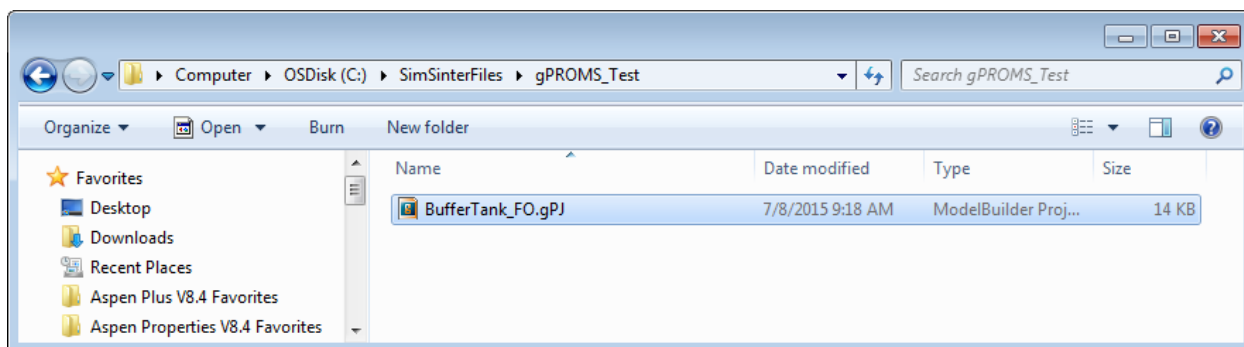 Computer OSDisk (C:) SimSinterFiles gPROMS_Test Search gPROMS_Test
Organize Open Burn New folder
Favorites
Desktop
Downloads
Recent Places
Aspen Plus V8.4 Favorites
Aspen Properties V8.4 Favorites
Name Date modified Type Size
BufferTank_FO.gPJ 7/8/2015 9:18 AM ModelBuilder Proj... 14 KB